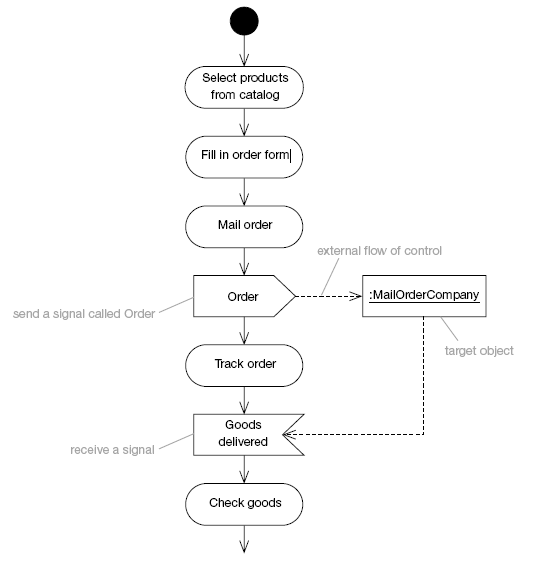 Select products
from catalog
Fill in order form
Mail order
external flow of control
Order
:MailOrderCompany
send a signal called Order
target object
Track order
Goods
delivered
receive a signal
Check goods